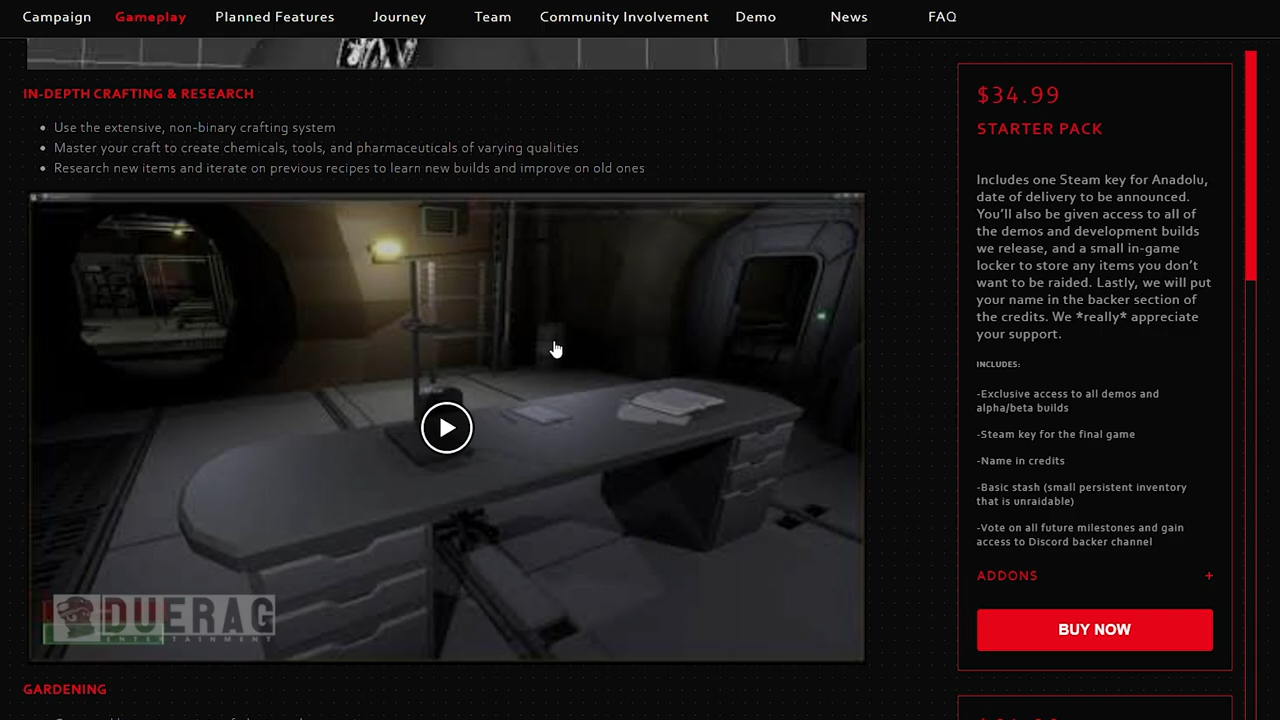 Campaign
Gameplay
Planned Features
Journey
Team
Community Involvement
Demo
News
FAQ
IN-DEPTH CRAFTING & RESEARCH
Use the extensive, non-binary crafting system
Master your craft to create chemicals, tools, and pharmaceuticals of varying qualities
Research new items and iterate on previous recipes to learn new builds and improve on old ones
DUERAG
ENTERTAINMENT
GARDENING
$34.99
STARTER PACK
Includes one Steam key for Anadolu,
date of delivery to be announced.
You'll also be given access to all of
the demos and development builds
we release, and a small in-game
locker to store any items you don't
want to be raided. Lastly, we will put
your name in the backer section of
the credits. We *really* appreciate
your support.
INCLUDES:
-Exclusive access to all demos and
alpha/beta builds
-Steam key for the final game
-Name in credits
-Basic stash (small persistent inventory
that is unraidable)
-Vote on all future milestones and gain
access to Discord backer channel
ADDONS +
BUY NOW